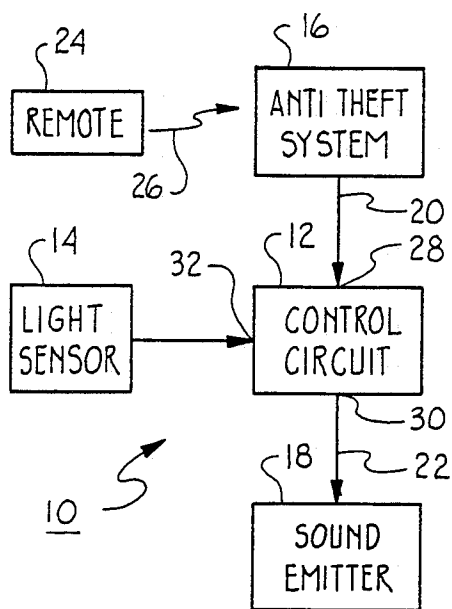 24
REMOTE
26
16
ANTI THEFT
SYSTEM
20
14
LIGHT
SENSOR
32
12
28
CONTROL
CIRCUIT
30
22
10
18
SOUND
EMITTER